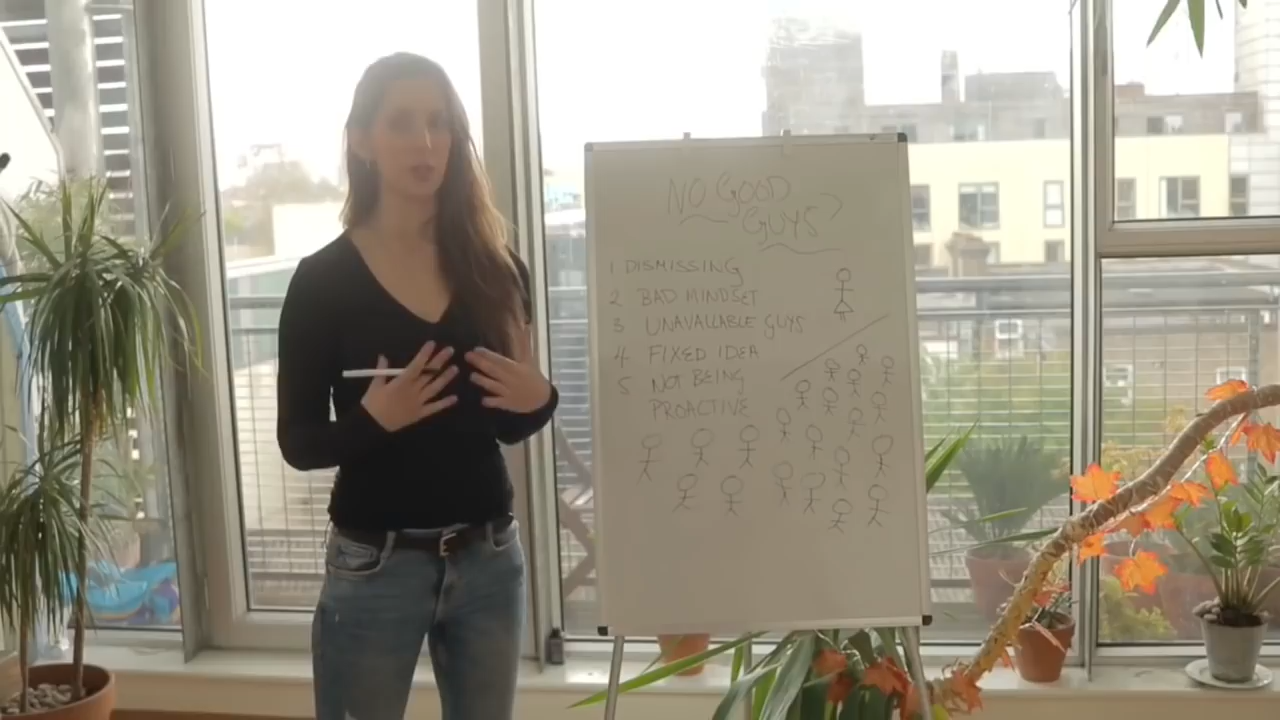 NO GOOD
GUYS?
1 DISMISSING
2 BAD MINDSET
3 UNAVAILABLE GUYS
4 FIXED IDEA
5 NOT BEING
PROACTIVE